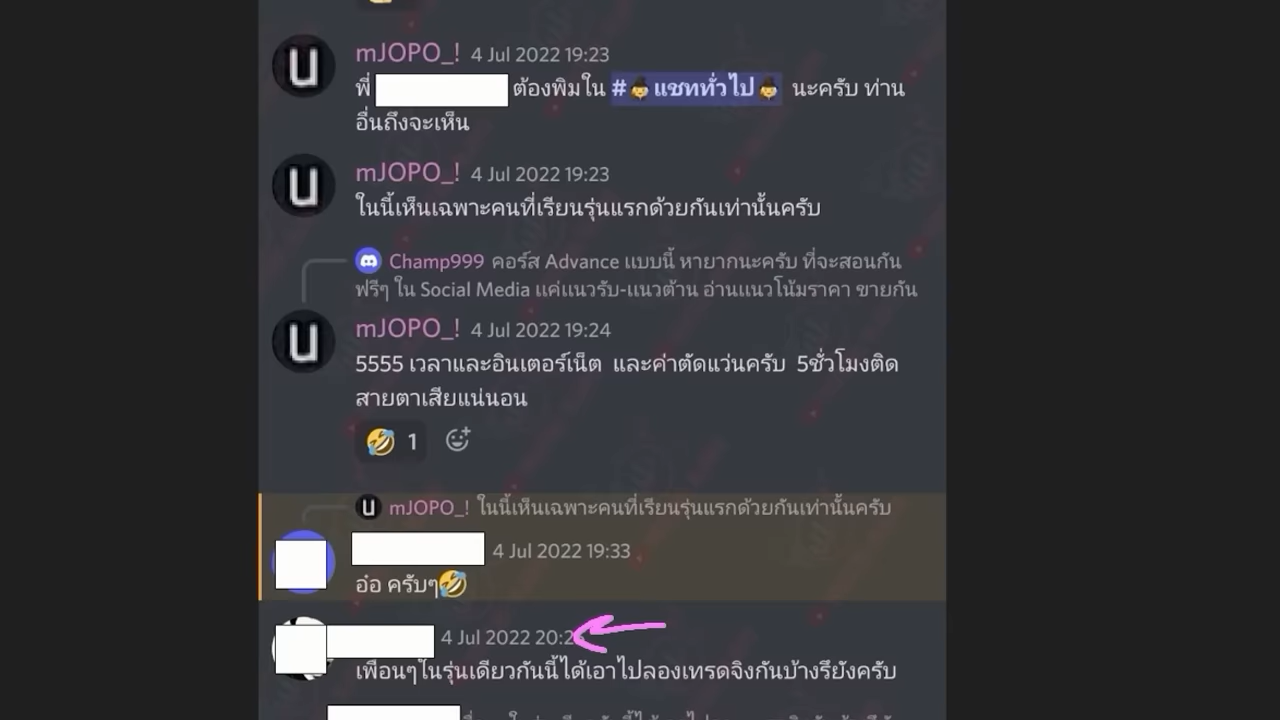 mJOPO_! 4 Jul 2022 19:23
พี่ ต้องพิมใน # แชททั่วไป นะครับ ท่าน
อื่นถึงจะเห็น
mJOPO_! 4 Jul 2022 19:23
ในนี้เห็นเฉพาะคนที่เรียนรุ่นแรกด้วยกันเท่านั้นครับ
Champ999 คอร์ส Advance แบบนี้ หายากนะครับ ที่จะสอนกัน
ฟรีๆ ใน Social Media แค่แนวรับ-แนวต้าน อ่านแนวโน้มราคา ขายกัน
mJOPO_! 4 Jul 2022 19:24
5555 เวลาและอินเตอร์เน็ต และค่าตัดแว่นครับ 5ชั่วโมงติด
สายตาเสียแน่นอน
1
mJOPO_! ในนี้เห็นเฉพาะคนที่เรียนรุ่นแรกด้วยกันเท่านั้นครับ
4 Jul 2022 19:33
อ๋อ ครับๆ
4 Jul 2022
เพื่อนๆในรุ่นเดียวกันนี้ได้เอาไปลองเทรดจิงกันบ้างรึยังครับ